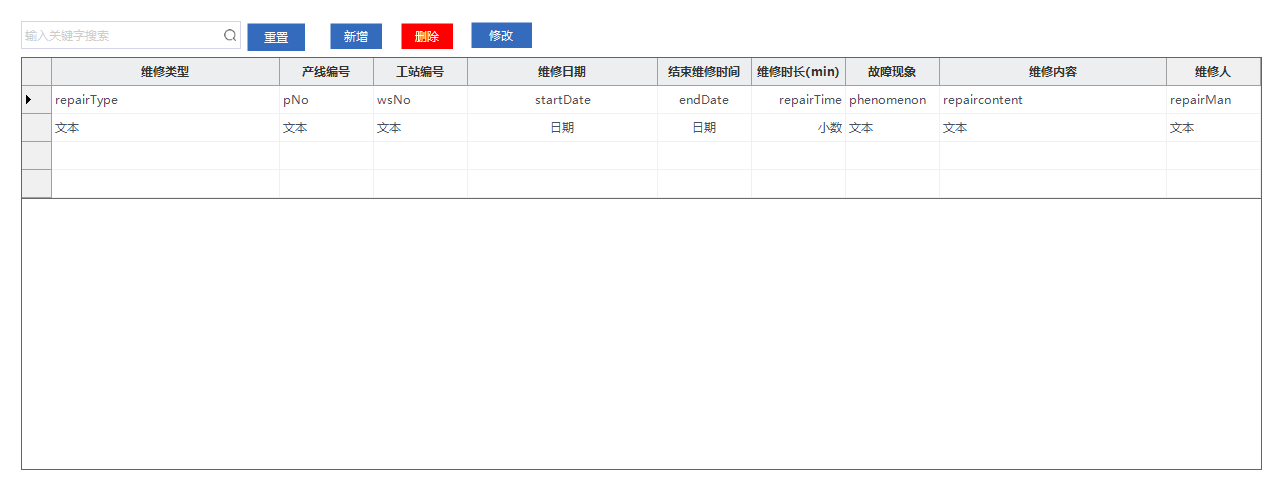 输入关键字搜索 重置 新增 删除 修改
维修类型 产线编号 工站编号 维修日期 结束维修时间 维修时长(min) 故障现象 维修内容 维修人
repairType pNo wsNo startDate endDate repairTime phenomenon repaircontent repairMan
文本 文本 文本 日期 日期 小数 文本 文本 文本